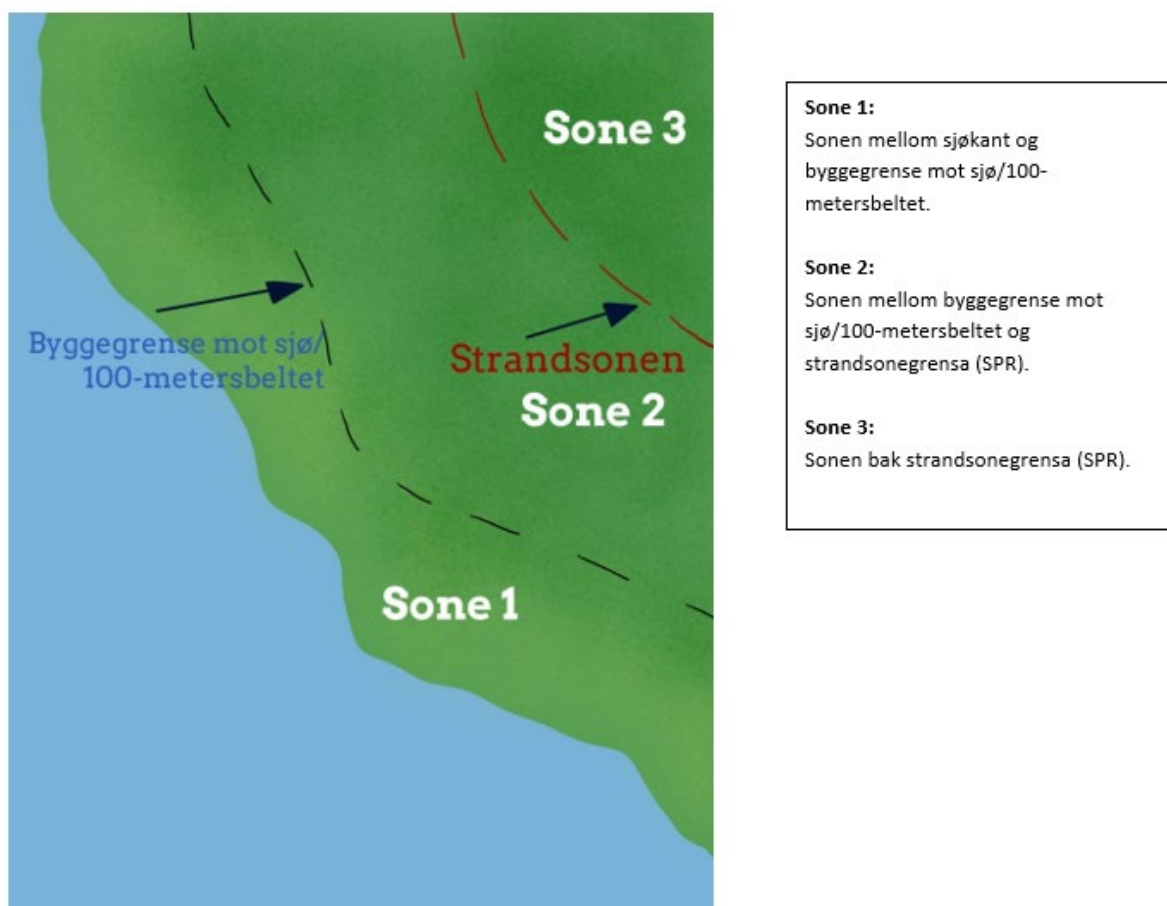 Sone 3
Byggegrense mot sjø/
100-metersbeltet
Strandsonen
Sone 2
Sone 1
Sone 1:
Sonen mellom sjøkant og
byggegrense mot sjø/100-
metersbeltet.
Sone 2:
Sonen mellom byggegrense mot
sjø/100-metersbeltet og
strandsonegrensa (SPR).
Sone 3:
Sonen bak strandsonegrensa (SPR).